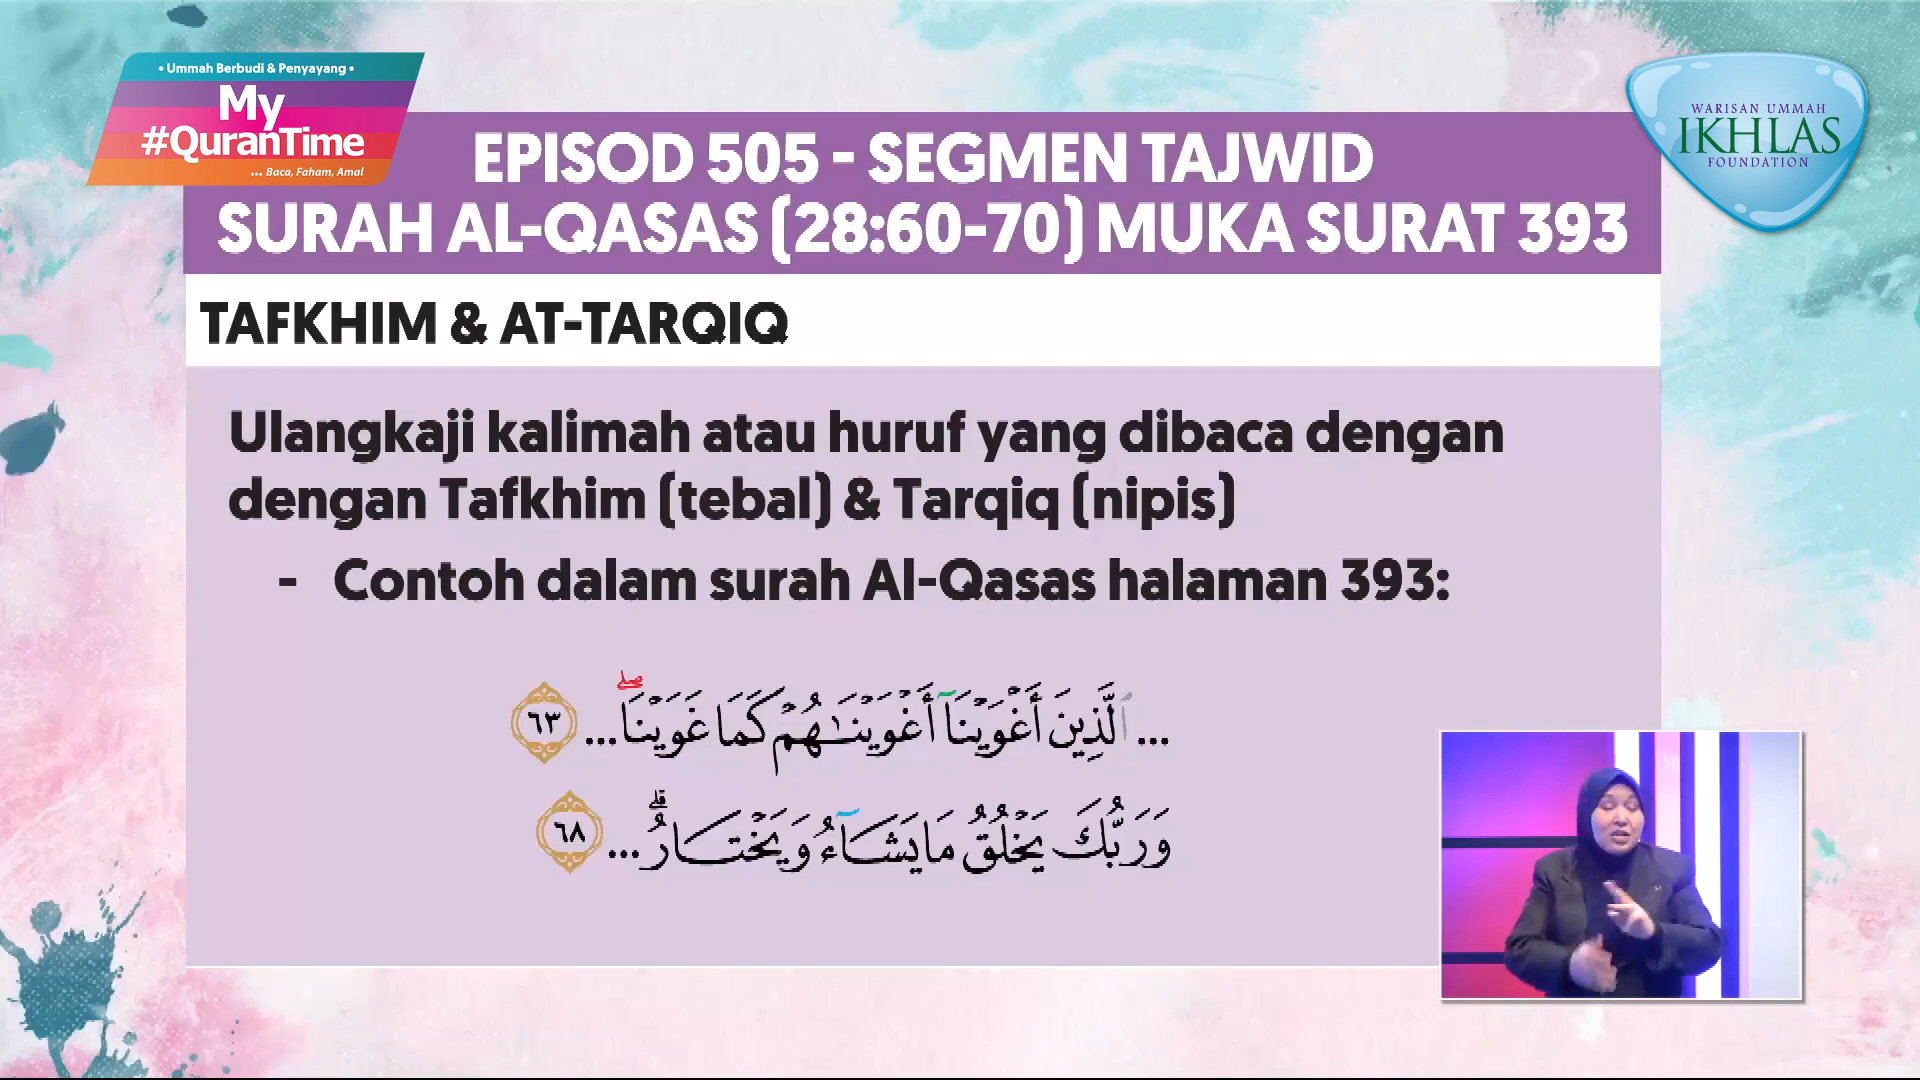 • Ummah Berbudi & Penyayang •
My
#QuranTime
... Baca, Faham, Amal
WARISAN UMMAH
IKHLAS
FOUNDATION
EPISOD 505 - SEGMEN TAJWID
SURAH AL-QASAS (28:60-70) MUKA SURAT 393
TAFKHIM & AT-TARQIQ
Ulangkaji kalimah atau huruf yang dibaca dengan
dengan Tafkhim (tebal) & Tarqiq (nipis)
- Contoh dalam surah Al-Qasas halaman 393:
... ٱلَّذِينَ أَغْوَيْنَآ أَغْوَيْنَـٰهُمْ كَمَا غَوَيْنَا ۖ ... ٦٣
وَرَبُّكَ يَخْلُقُ مَا يَشَآءُ وَيَخْتَارُ ۗ ... ٦٨